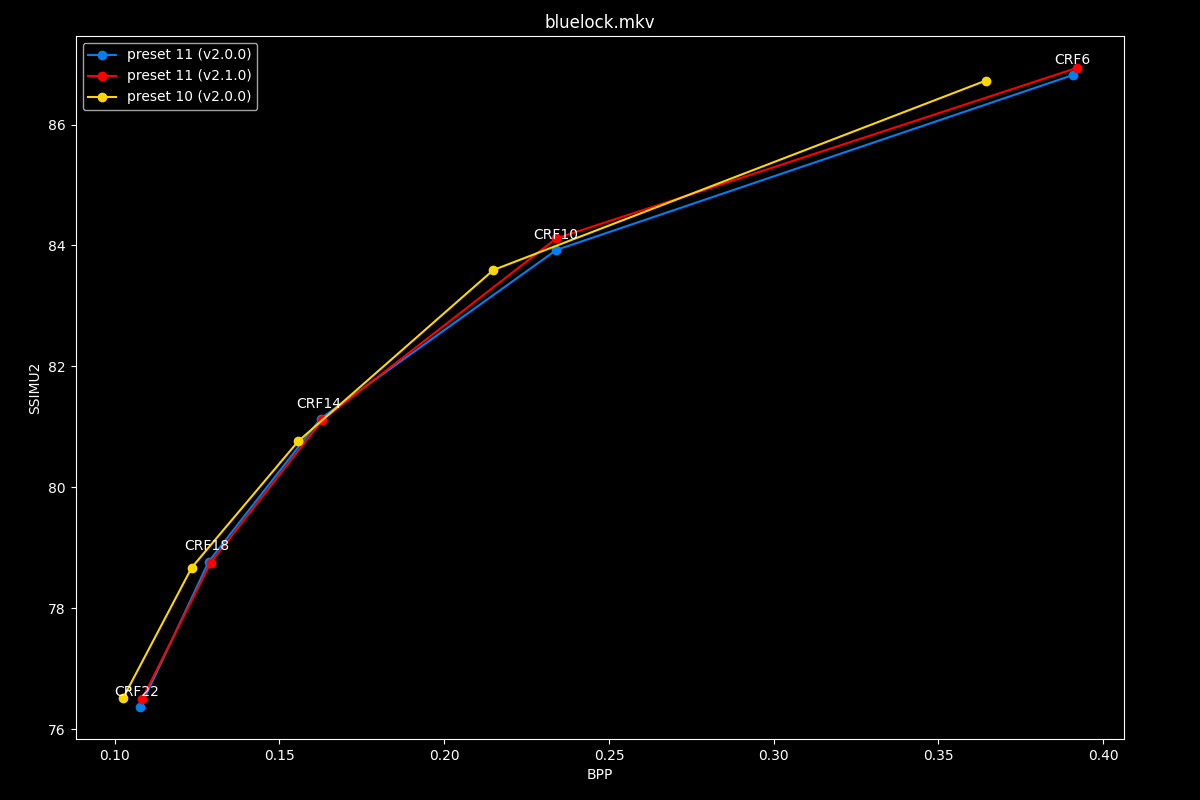 bluelock.mkv
preset 11 (v2.0.0)
preset 11 (v2.1.0)
preset 10 (v2.0.0)
CRF6
CRF10
CRF14
CRF18
CRF22
86
84
82
80
78
76
SSIMU2
0.10
0.15
0.20
0.25
0.30
0.35
0.40
BPP